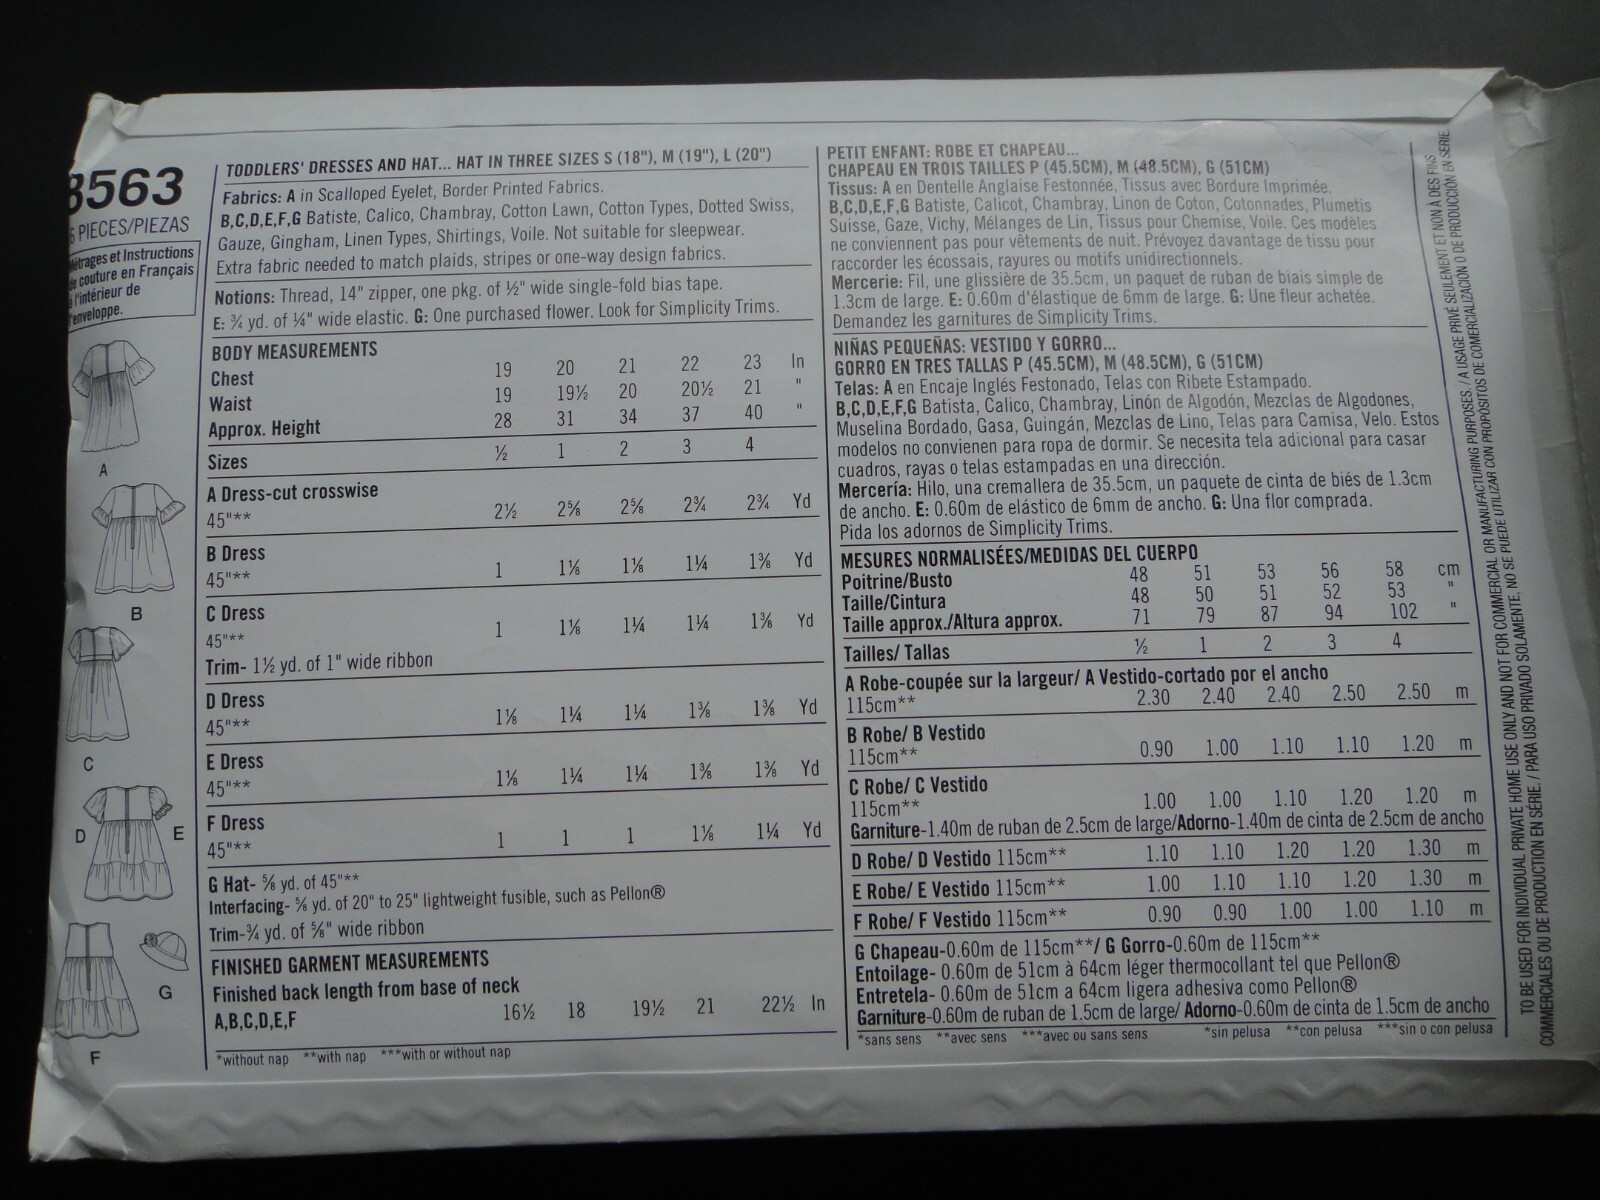 8563
6 PIECES/PIEZAS
Métrages et Instructions
de couture en Français
à l'intérieur de
l'enveloppe.
A
B
C
D
E
F
G
TODDLERS' DRESSES AND HAT... HAT IN THREE SIZES S (18"), M (19"), L (20")
Fabrics: A in Scalloped Eyelet, Border Printed Fabrics.
B,C,D,E,F,G Batiste, Calico, Chambray, Cotton Lawn, Cotton Types, Dotted Swiss,
Gauze, Gingham, Linen Types, Shirtings, Voile. Not suitable for sleepwear.
Extra fabric needed to match plaids, stripes or one-way design fabrics.
Notions: Thread, 14" zipper, one pkg. of ½" wide single-fold bias tape.
E: ¾ yd. of ¼" wide elastic. G: One purchased flower. Look for Simplicity Trims.
BODY MEASUREMENTS
Chest 19 20 21 22 23 In
Waist 19 19½ 20 20½ 21 "
Approx. Height 28 31 34 37 40 "
Sizes ½ 1 2 3 4
A Dress-cut crosswise
45"** 2½ 2⅝ 2⅝ 2¾ 2¾ Yd
B Dress
45"** 1 1⅛ 1⅛ 1¼ 1⅜ Yd
C Dress
45"** 1 1⅛ 1¼ 1¼ 1⅜ Yd
Trim- 1½ yd. of 1" wide ribbon
D Dress
45"** 1⅛ 1¼ 1¼ 1⅜ 1⅜ Yd
E Dress
45"** 1⅛ 1¼ 1¼ 1⅜ 1⅜ Yd
F Dress
45"** 1 1 1 1⅛ 1¼ Yd
G Hat- ⅝ yd. of 45"**
Interfacing- ⅝ yd. of 20" to 25" lightweight fusible, such as Pellon®
Trim-¾ yd. of ⅝" wide ribbon
FINISHED GARMENT MEASUREMENTS
Finished back length from base of neck
A,B,C,D,E,F 16½ 18 19½ 21 22½ In
*without nap **with nap ***with or without nap
PETIT ENFANT: ROBE ET CHAPEAU...
CHAPEAU EN TROIS TAILLES P (45.5CM), M (48.5CM), G (51CM)
Tissus: A en Dentelle Anglaise Festonnée, Tissus avec Bordure Imprimée.
B,C,D,E,F,G Batiste, Calicot, Chambray, Linon de Coton, Cotonnades, Plumetis
Suisse, Gaze, Vichy, Mélanges de Lin, Tissus pour Chemise, Voile. Ces modèles
ne conviennent pas pour vêtements de nuit. Prévoyez davantage de tissu pour
raccorder les écossais, rayures ou motifs unidirectionnels.
Mercerie: Fil, une glissière de 35.5cm, un paquet de ruban de biais simple de
1.3cm de large. E: 0.60m d'élastique de 6mm de large. G: Une fleur achetée.
Demandez les garnitures de Simplicity Trims.
NIÑAS PEQUEÑAS: VESTIDO Y GORRO...
GORRO EN TRES TALLAS P (45.5CM), M (48.5CM), G (51CM)
Telas: A en Encaje Inglés Festonado, Telas con Ribete Estampado.
B,C,D,E,F,G Batista, Calico, Chambray, Linón de Algodón, Mezclas de Algodones,
Muselina Bordado, Gasa, Guingán, Mezclas de Lino, Telas para Camisa, Velo. Estos
modelos no convienen para ropa de dormir. Se necesita tela adicional para casar
cuadros, rayas o telas estampadas en una dirección.
Mercería: Hilo, una cremallera de 35.5cm, un paquete de cinta de biés de 1.3cm
de ancho. E: 0.60m de elástico de 6mm de ancho. G: Una flor comprada.
Pida los adornos de Simplicity Trims.
MESURES NORMALISÉES/MEDIDAS DEL CUERPO
Poitrine/Busto 48 51 53 56 58 cm
Taille/Cintura 48 50 51 52 53 "
Taille approx./Altura approx. 71 79 87 94 102 "
Tailles/ Tallas ½ 1 2 3 4
A Robe-coupée sur la largeur/ A Vestido-cortado por el ancho
115cm** 2.30 2.40 2.40 2.50 2.50 m
B Robe/ B Vestido
115cm** 0.90 1.00 1.10 1.10 1.20 m
C Robe/ C Vestido
115cm** 1.00 1.00 1.10 1.20 1.20 m
Garniture-1.40m de ruban de 2.5cm de large/Adorno-1.40m de cinta de 2.5cm de ancho
D Robe/ D Vestido 115cm** 1.10 1.10 1.20 1.20 1.30 m
E Robe/ E Vestido 115cm** 1.00 1.10 1.10 1.20 1.30 m
F Robe/ F Vestido 115cm** 0.90 0.90 1.00 1.00 1.10 m
G Chapeau-0.60m de 115cm**/ G Gorro-0.60m de 115cm**
Entoilage- 0.60m de 51cm à 64cm léger thermocollant tel que Pellon®
Entretela- 0.60m de 51cm a 64cm ligera adhesiva como Pellon®
Garniture-0.60m de ruban de 1.5cm de large/ Adorno-0.60m de cinta de 1.5cm de ancho
*sans sens **avec sens ***avec ou sans sens *sin pelusa **con pelusa ***sin o con pelusa
TO BE USED FOR INDIVIDUAL PRIVATE HOME USE ONLY AND NOT FOR COMMERCIAL OR MANUFACTURING PURPOSES. / A USAGE PRIVÉ SEULEMENT ET NON À DES FINS
COMMERCIALES OU DE PRODUCTION EN SÉRIE. / PARA USO PRIVADO SOLAMENTE, NO SE PUEDE UTILIZAR CON PROPÓSITOS DE COMERCIALIZACIÓN O DE PRODUCCIÓN EN SERIE.